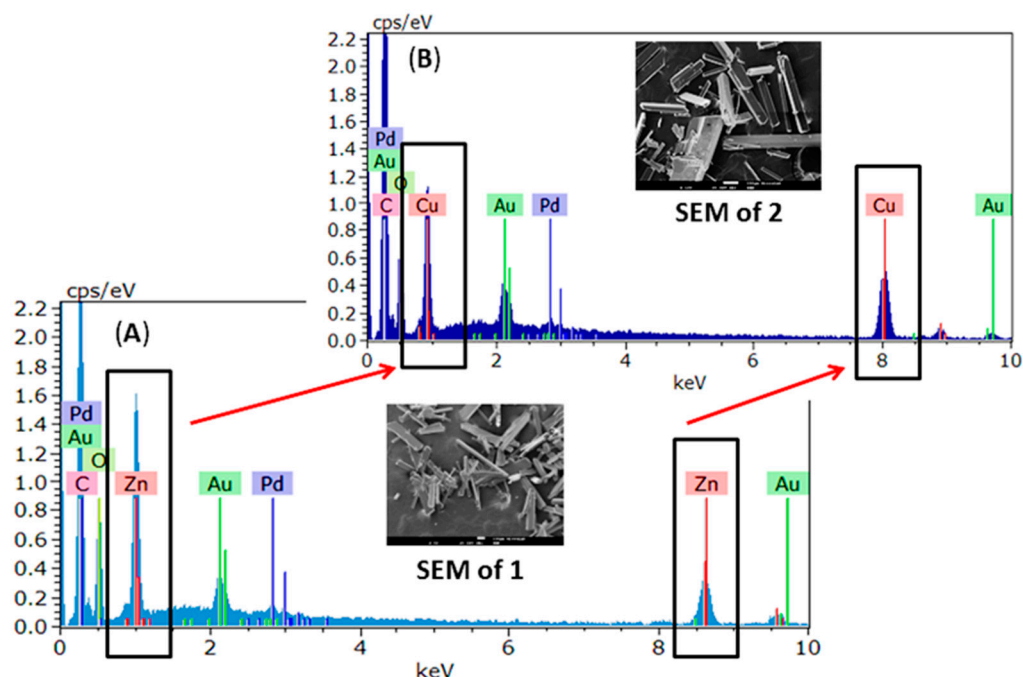 cps/eV
(B)
2.2
2.0
1.8
1.6
1.4
1.2
1.0
0.8
0.6
0.4
0.2
0.0
Pd
Au
O
C Cu Au Pd Cu Au
SEM of 2
0 2 4 6 8 10
keV
cps/eV
(A)
2.2
2.0
1.8
1.6
1.4
1.2
1.0
0.8
0.6
0.4
0.2
0.0
Pd
Au
O
C Zn Au Pd Zn Au
SEM of 1
0 2 4 6 8 10
keV